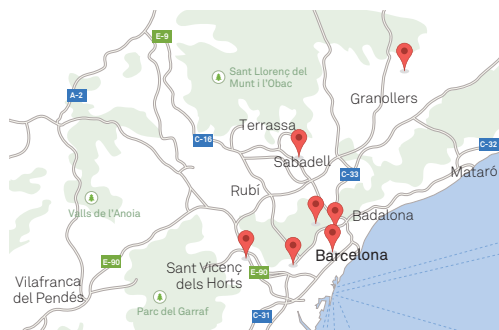 E-9
Sant Llorenç del
Munt i l'Obac
A-2
Granollers
Terrassa
C-16
C-32
Sabadell
Mataró
C-33
Rubí
Valls de l'Anoia
Badalona
Barcelona
E-90
Sant Vicenç
dels Horts
E-90
Vilafranca
del Pendés
Parc del Garraf
C-31